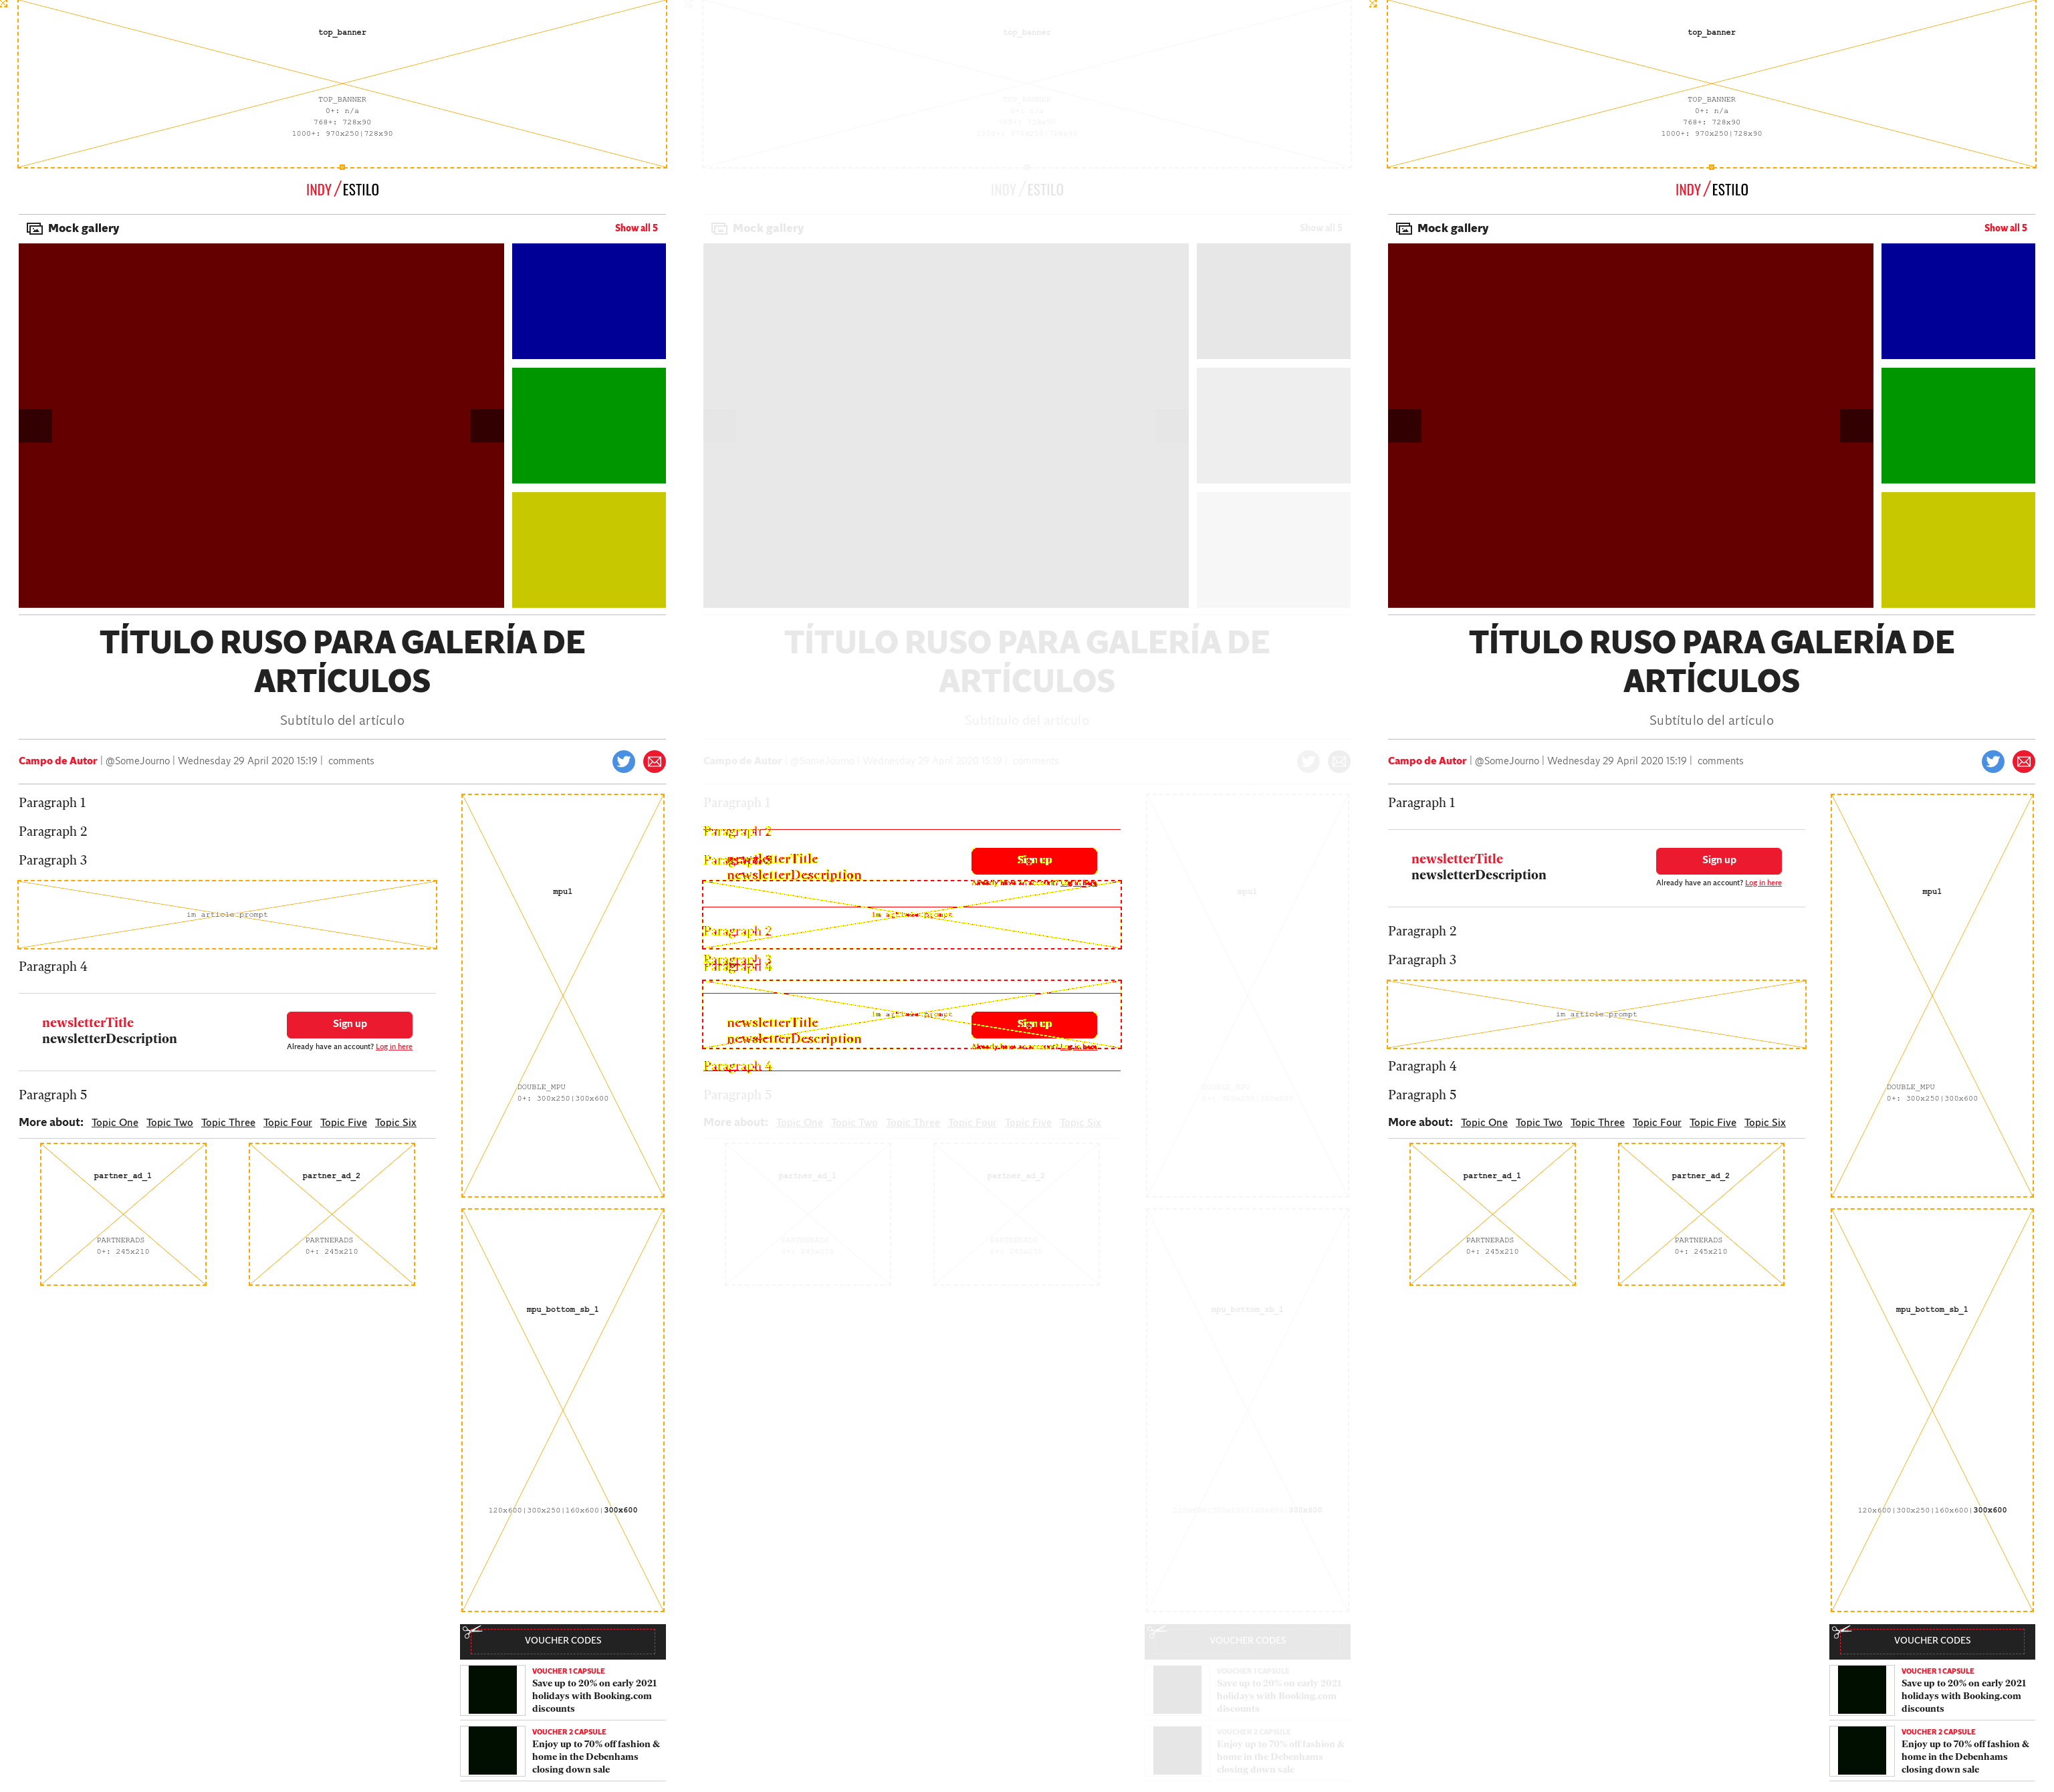 top_banner
TOP_BANNER
0+: n/a
768+: 728x90
1000+: 970x250|728x90
INDY/ESTILO
Mock gallery
Show all 5
TÍTULO RUSO PARA GALERÍA DE
ARTÍCULOS
Subtítulo del artículo
Campo de Autor | @SomeJourno | Wednesday 29 April 2020 15:19 | comments
Paragraph 1
Paragraph 2
Paragraph 3
im article prompt
Paragraph 4
newsletterTitle
newsletterDescription
Sign up
Already have an account? Log in here
Paragraph 5
More about: Topic One Topic Two Topic Three Topic Four Topic Five Topic Six
partner_ad_1
PARTNERADS
0+: 245x210
partner_ad_2
PARTNERADS
0+: 245x210
mpu1
DOUBLE_MPU
0+: 300x250|300x600
mpu_bottom_sb_1
120x600|300x250|160x600|300x600
VOUCHER CODES
VOUCHER 1 CAPSULE
Save up to 20% on early 2021
holidays with Booking.com
discounts
VOUCHER 2 CAPSULE
Enjoy up to 70% off fashion &
home in the Debenhams
closing down sale
top_banner
TOP_BANNER
0+: n/a
768+: 728x90
1000+: 970x250|728x90
INDY/ESTILO
Mock gallery
Show all 5
TÍTULO RUSO PARA GALERÍA DE
ARTÍCULOS
Subtítulo del artículo
Campo de Autor | @SomeJourno | Wednesday 29 April 2020 15:19 | comments
Paragraph 1
Paragraph 2
Paragraph 3
newsletterTitle
newsletterDescription
Sign up
Already have an account? Log in here
im article prompt
Paragraph 2
Paragraph 3
Paragraph 4
im article prompt
newsletterTitle
newsletterDescription
Sign up
Already have an account? Log in here
Paragraph 4
Paragraph 5
More about: Topic One Topic Two Topic Three Topic Four Topic Five Topic Six
partner_ad_1
PARTNERADS
0+: 245x210
partner_ad_2
PARTNERADS
0+: 245x210
mpu1
DOUBLE_MPU
0+: 300x250|300x600
mpu_bottom_sb_1
120x600|300x250|160x600|300x600
VOUCHER CODES
VOUCHER 1 CAPSULE
Save up to 20% on early 2021
holidays with Booking.com
discounts
VOUCHER 2 CAPSULE
Enjoy up to 70% off fashion &
home in the Debenhams
closing down sale
top_banner
TOP_BANNER
0+: n/a
768+: 728x90
1000+: 970x250|728x90
INDY/ESTILO
Mock gallery
Show all 5
TÍTULO RUSO PARA GALERÍA DE
ARTÍCULOS
Subtítulo del artículo
Campo de Autor | @SomeJourno | Wednesday 29 April 2020 15:19 | comments
Paragraph 1
newsletterTitle
newsletterDescription
Sign up
Already have an account? Log in here
Paragraph 2
Paragraph 3
im article prompt
Paragraph 4
Paragraph 5
More about: Topic One Topic Two Topic Three Topic Four Topic Five Topic Six
partner_ad_1
PARTNERADS
0+: 245x210
partner_ad_2
PARTNERADS
0+: 245x210
mpu1
DOUBLE_MPU
0+: 300x250|300x600
mpu_bottom_sb_1
120x600|300x250|160x600|300x600
VOUCHER CODES
VOUCHER 1 CAPSULE
Save up to 20% on early 2021
holidays with Booking.com
discounts
VOUCHER 2 CAPSULE
Enjoy up to 70% off fashion &
home in the Debenhams
closing down sale